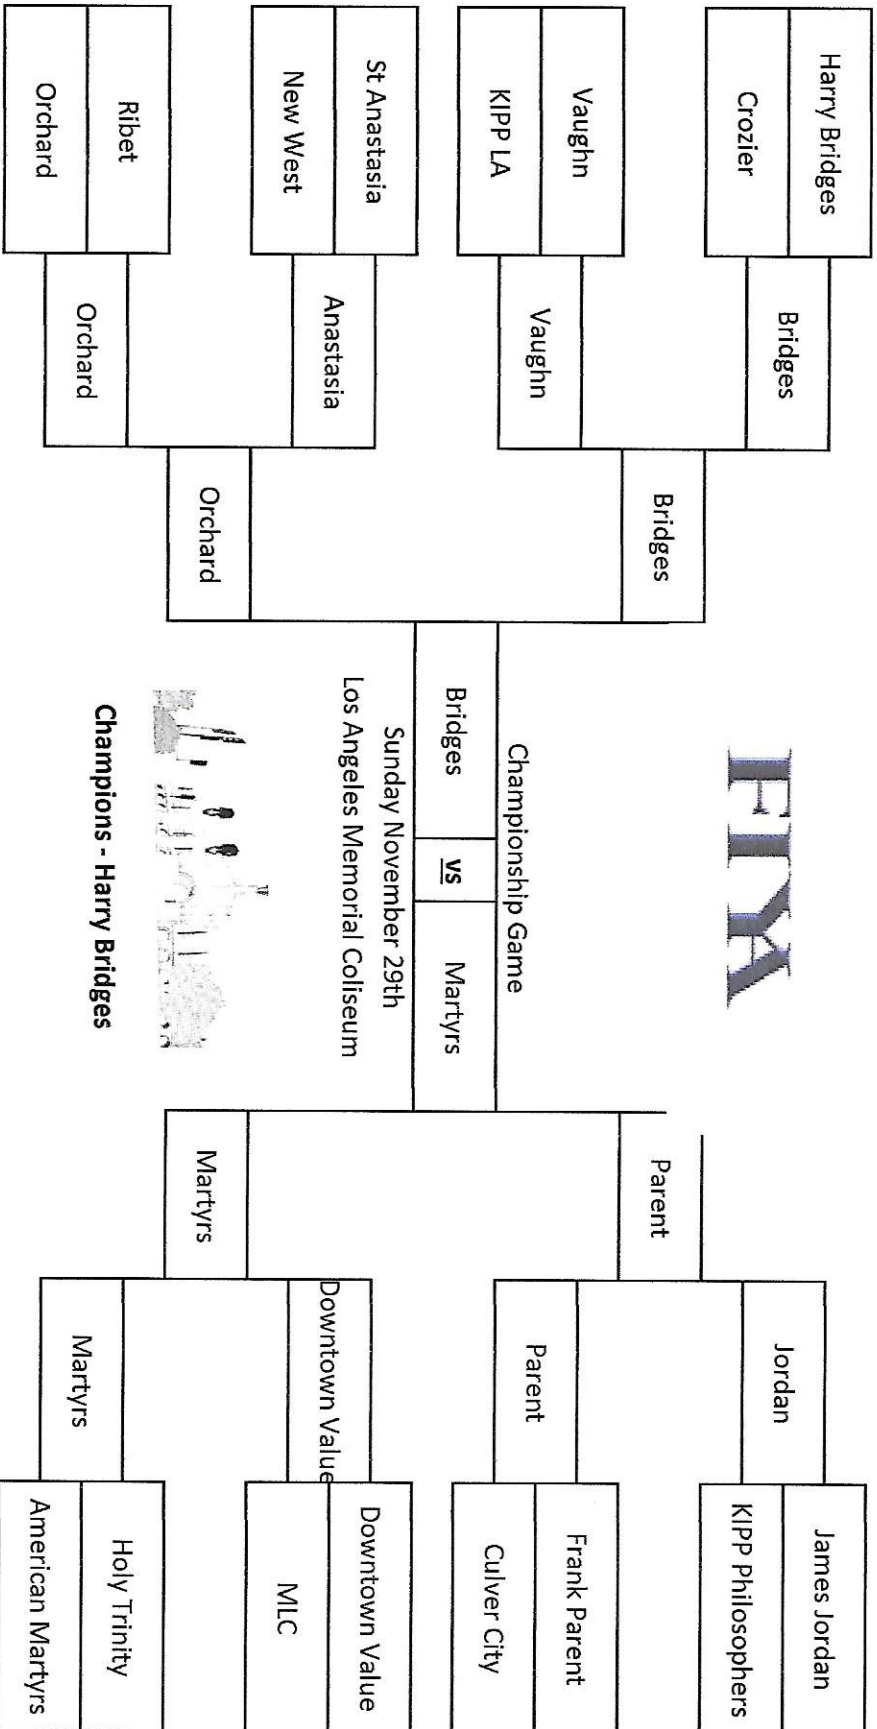 FIYA
Harry Bridges
Crozier
Vaughn
KIPP LA
St Anastasia
New West
Ribet
Orchard
Bridges
Vaughn
Anastasia
Orchard
Bridges
Orchard
Championship Game
Bridges vs Martyrs
Sunday November 29th
Los Angeles Memorial Coliseum
Champions - Harry Bridges
Parent
Martyrs
Jordan
Parent
Downtown Value
Martyrs
James Jordan
KIPP Philosophers
Frank Parent
Culver City
Downtown Value
MLC
Holy Trinity
American Martyrs